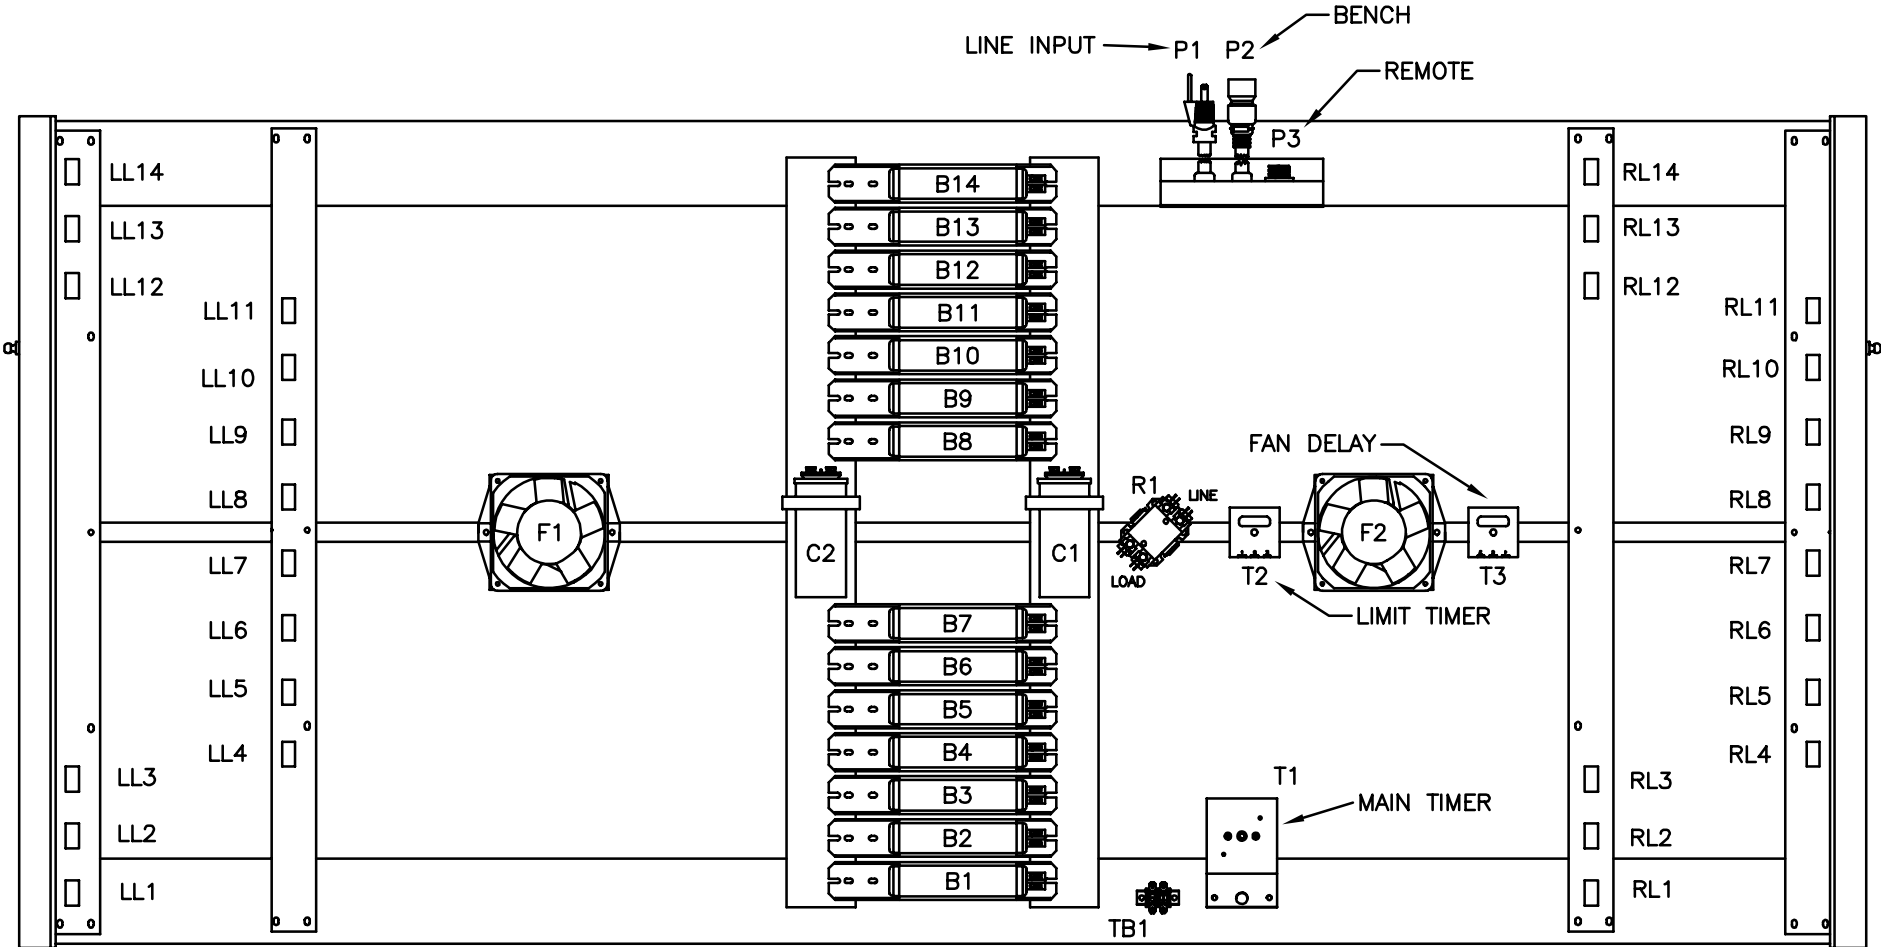 BENCH
LINE INPUT
P1
P2
REMOTE
P3
LL14
B14
RL14
LL13
B13
RL13
LL12
B12
RL12
LL11
B11
RL11
LL10
B10
RL10
LL9
B9
RL9
B8
FAN DELAY
LL8
R1
LINE
RL8
F1
C2
C1
F2
LL7
LOAD
T2
T3
RL7
LIMIT TIMER
LL6
B7
RL6
B6
LL5
B5
RL5
LL4
B4
RL4
LL3
B3
T1
MAIN TIMER
RL3
LL2
B2
RL2
LL1
B1
RL1
TB1